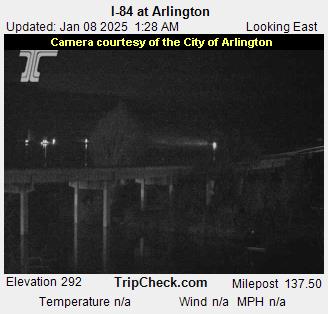 I-84 at Arlington
Updated: Jan 08 2025 1:28 AM Looking East
Camera courtesy of the City of Arlington
Elevation 292 TripCheck.com Milepost 137.50
Temperature n/a Wind n/a MPH n/a